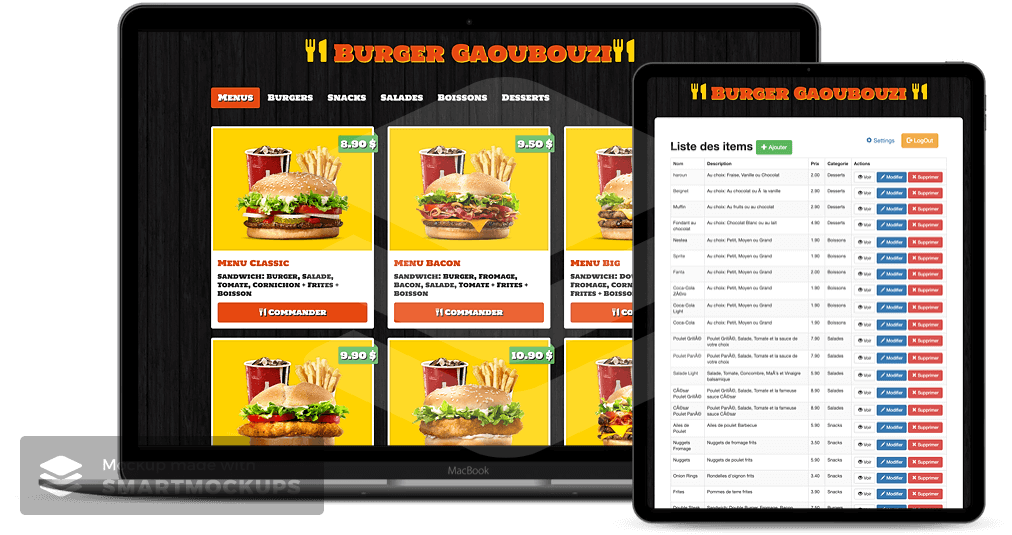 Burger Gaoubouzi
Menus Burgers Snacks Salades Boissons Desserts
8.90 $
9.50 $
Menu Classic
Sandwich: Burger, Salade,
Tomate, Cornichon + Frites +
Boisson
Commander
Menu Bacon
Sandwich: Burger, Fromage,
Bacon, Salade, Tomate + Frites +
Boisson
Commander
Menu Big
Sandwich: Do
Fromage, Corn
Frites + Boisso
Co
9.90 $
10.90 $
MacBook
Mockup made with
SMARTMOCKUPS
Burger Gaoubouzi
Liste des items + Ajouter
Settings LogOut
Nom Description Prix Categorie Actions
haroun Au choix: Fraise, Vanille ou Chocolat 2.00 Desserts Voir Modifier Supprimer
Beignet Au choix: Au chocolat ou Ã  la vanille 2.90 Desserts Voir Modifier Supprimer
Muffin Au choix: Au fruits ou au chocolat 2.90 Desserts Voir Modifier Supprimer
Fondant au Au choix: Chocolat Blanc ou au lait 4.90 Desserts Voir Modifier Supprimer
chocolat
Nestea Au choix: Petit, Moyen ou Grand 1.90 Boissons Voir Modifier Supprimer
Sprite Au choix: Petit, Moyen ou Grand 1.90 Boissons Voir Modifier Supprimer
Fanta Au choix: Petit, Moyen ou Grand 2.00 Boissons Voir Modifier Supprimer
Coca-Cola Au choix: Petit, Moyen ou Grand 1.90 Boissons Voir Modifier Supprimer
ZÃ©ro
Coca-Cola Au choix: Petit, Moyen ou Grand 1.90 Boissons Voir Modifier Supprimer
Light
Coca-Cola Au choix: Petit, Moyen ou Grand 1.90 Boissons Voir Modifier Supprimer
Poulet GrillÃ© Poulet GrillÃ©, Salade, Tomate et la sauce de 7.90 Salades Voir Modifier Supprimer
votre choix
Poulet PanÃ© Poulet PanÃ©, Salade, Tomate et la sauce de 7.90 Salades Voir Modifier Supprimer
votre choix
Salade Light Salade, Tomate, Concombre, MaÃ¯s et Vinaigre 5.90 Salades Voir Modifier Supprimer
balsamique
CÃ©sar Poulet GrillÃ©, Salade, Tomate et la fameuse 8.90 Salades Voir Modifier Supprimer
Poulet GrillÃ© sauce CÃ©sar
CÃ©sar Poulet PanÃ©, Salade, Tomate et la fameuse 8.90 Salades Voir Modifier Supprimer
Poulet PanÃ© sauce CÃ©sar
Ailes de Ailes de poulet Barbecue 5.90 Snacks Voir Modifier Supprimer
Poulet
Nuggets Nuggets de fromage frits 3.50 Snacks Voir Modifier Supprimer
Fromage
Nuggets Nuggets de poulet frits 5.90 Snacks Voir Modifier Supprimer
Onion Rings Rondelles d'oignon frits 3.40 Snacks Voir Modifier Supprimer
Frites Pommes de terre frites 3.90 Snacks Voir Modifier Supprimer
Double Steak Sandwich: Double Burger, Fromage, Bacon, 7.50 Burgers